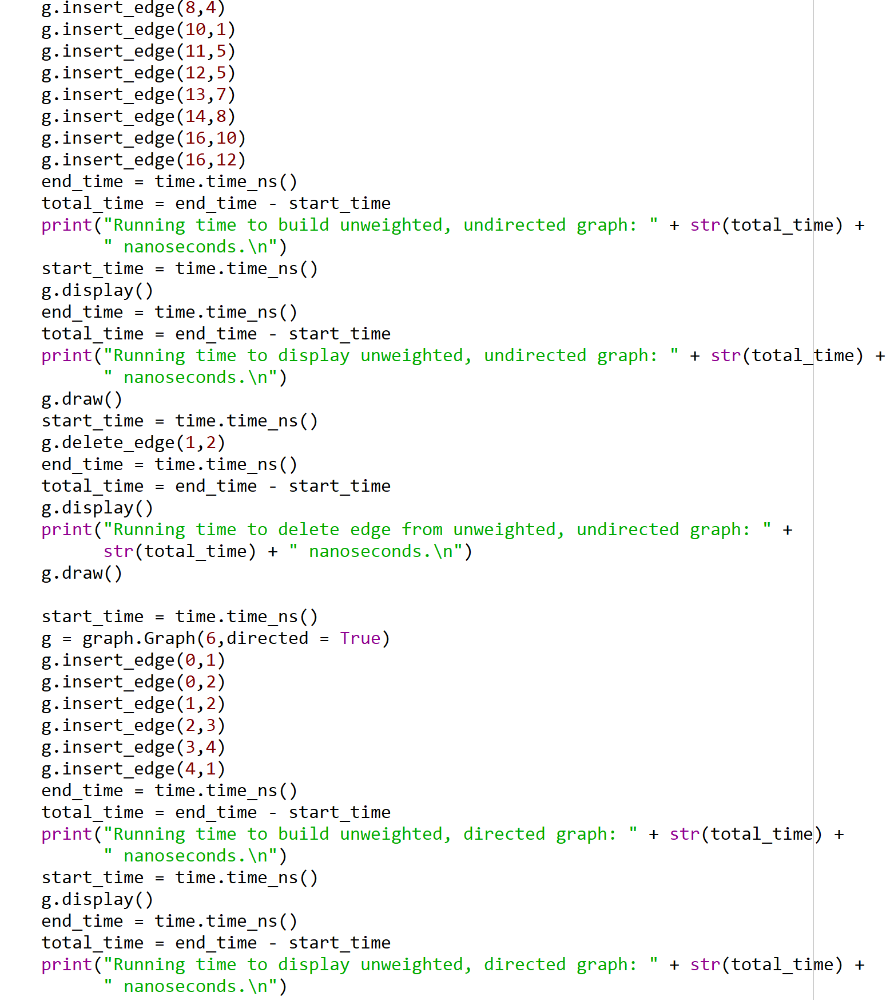 g.insert_edge(8,4)
g.insert_edge(10,1)
g.insert_edge(11,5)
g.insert_edge(12,5)
g.insert_edge(13,7)
g.insert_edge(14,8)
g.insert_edge(16,10)
g.insert_edge(16,12)
end_time = time.time_ns()
total_time = end_time - start_time
print("Running time to build unweighted, undirected graph: " + str(total_time) +
      " nanoseconds.\n")
start_time = time.time_ns()
g.display()
end_time = time.time_ns()
total_time = end_time - start_time
print("Running time to display unweighted, undirected graph: " + str(total_time) +
      " nanoseconds.\n")
g.draw()
start_time = time.time_ns()
g.delete_edge(1,2)
end_time = time.time_ns()
total_time = end_time - start_time
g.display()
print("Running time to delete edge from unweighted, undirected graph: " +
      str(total_time) + " nanoseconds.\n")
g.draw()

start_time = time.time_ns()
g = graph.Graph(6,directed = True)
g.insert_edge(0,1)
g.insert_edge(0,2)
g.insert_edge(1,2)
g.insert_edge(2,3)
g.insert_edge(3,4)
g.insert_edge(4,1)
end_time = time.time_ns()
total_time = end_time - start_time
print("Running time to build unweighted, directed graph: " + str(total_time) +
      " nanoseconds.\n")
start_time = time.time_ns()
g.display()
end_time = time.time_ns()
total_time = end_time - start_time
print("Running time to display unweighted, directed graph: " + str(total_time) +
      " nanoseconds.\n")